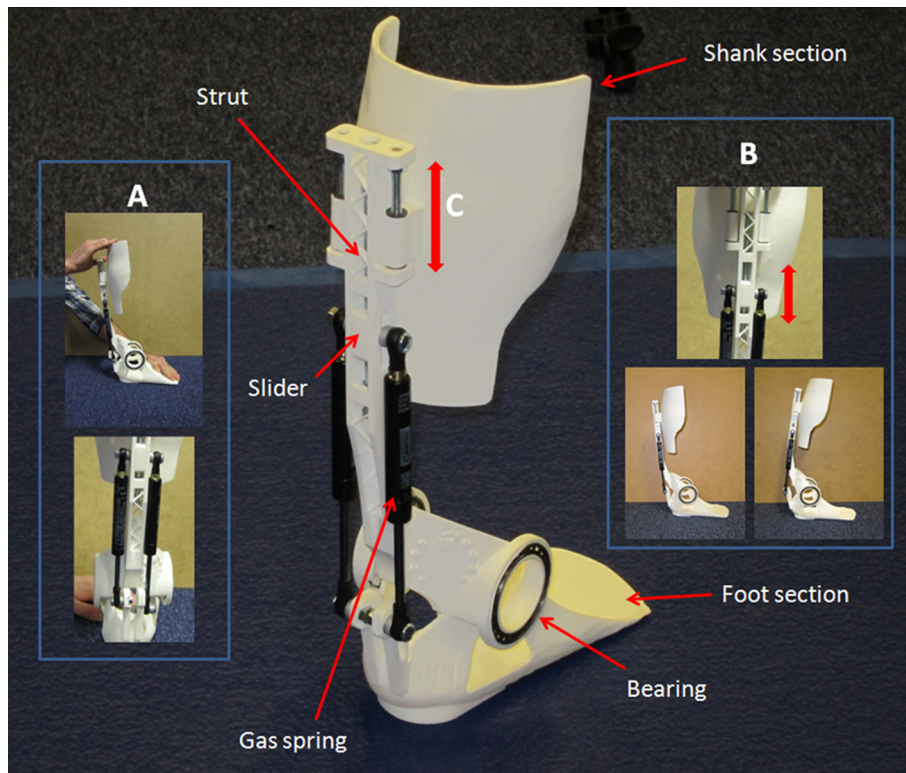 Shank section
Strut
A
B
C
Slider
Foot section
Bearing
Gas spring